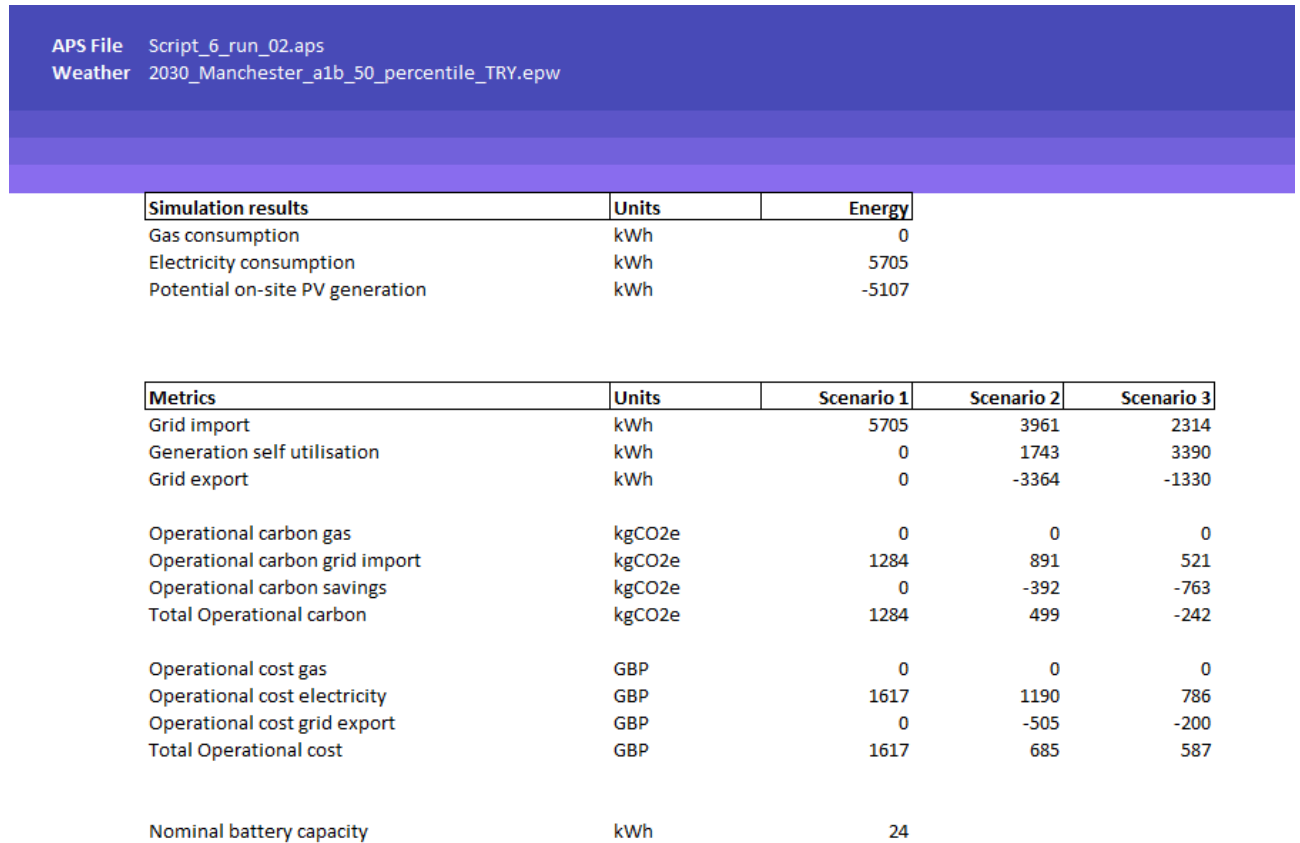 APS File Script_6_run_02.aps
Weather 2030_Manchester_a1b_50_percentile_TRY.epw
Simulation results Units Energy
Gas consumption kWh 0
Electricity consumption kWh 5705
Potential on-site PV generation kWh -5107
Metrics Units Scenario 1 Scenario 2 Scenario 3
Grid import kWh 5705 3961 2314
Generation self utilisation kWh 0 1743 3390
Grid export kWh 0 -3364 -1330
Operational carbon gas kgCO2e 0 0 0
Operational carbon grid import kgCO2e 1284 891 521
Operational carbon savings kgCO2e 0 -392 -763
Total Operational carbon kgCO2e 1284 499 -242
Operational cost gas GBP 0 0 0
Operational cost electricity GBP 1617 1190 786
Operational cost grid export GBP 0 -505 -200
Total Operational cost GBP 1617 685 587
Nominal battery capacity kWh 24